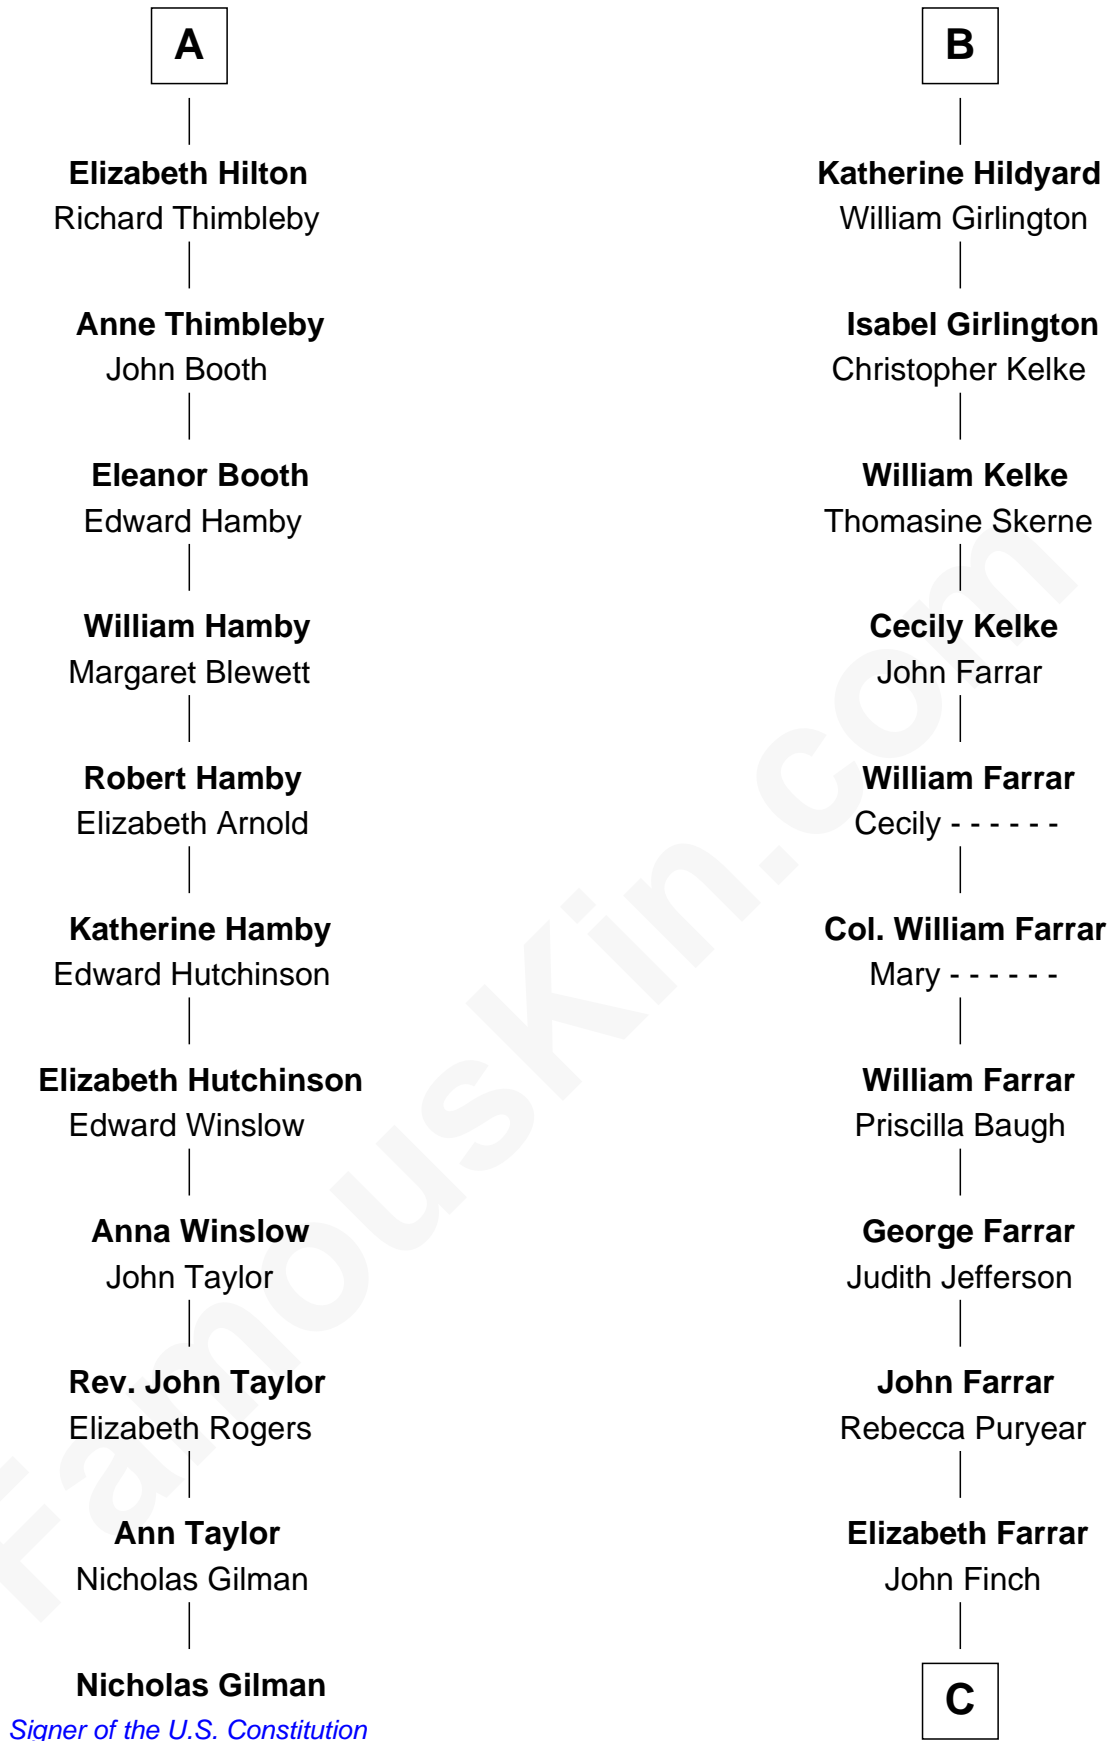 A
Elizabeth Hilton
Richard Thimbleby
Anne Thimbleby
John Booth
Eleanor Booth
Edward Hamby
William Hamby
Margaret Blewett
Robert Hamby
Elizabeth Arnold
Katherine Hamby
Edward Hutchinson
Elizabeth Hutchinson
Edward Winslow
Anna Winslow
John Taylor
Rev. John Taylor
Elizabeth Rogers
Ann Taylor
Nicholas Gilman
Nicholas Gilman
Signer of the U.S. Constitution
B
Katherine Hildyard
William Girlington
Isabel Girlington
Christopher Kelke
William Kelke
Thomasine Skerne
Cecily Kelke
John Farrar
William Farrar
Cecily - - - - - -
Col. William Farrar
Mary - - - - - -
William Farrar
Priscilla Baugh
George Farrar
Judith Jefferson
John Farrar
Rebecca Puryear
Elizabeth Farrar
John Finch
C
FamousKin.com